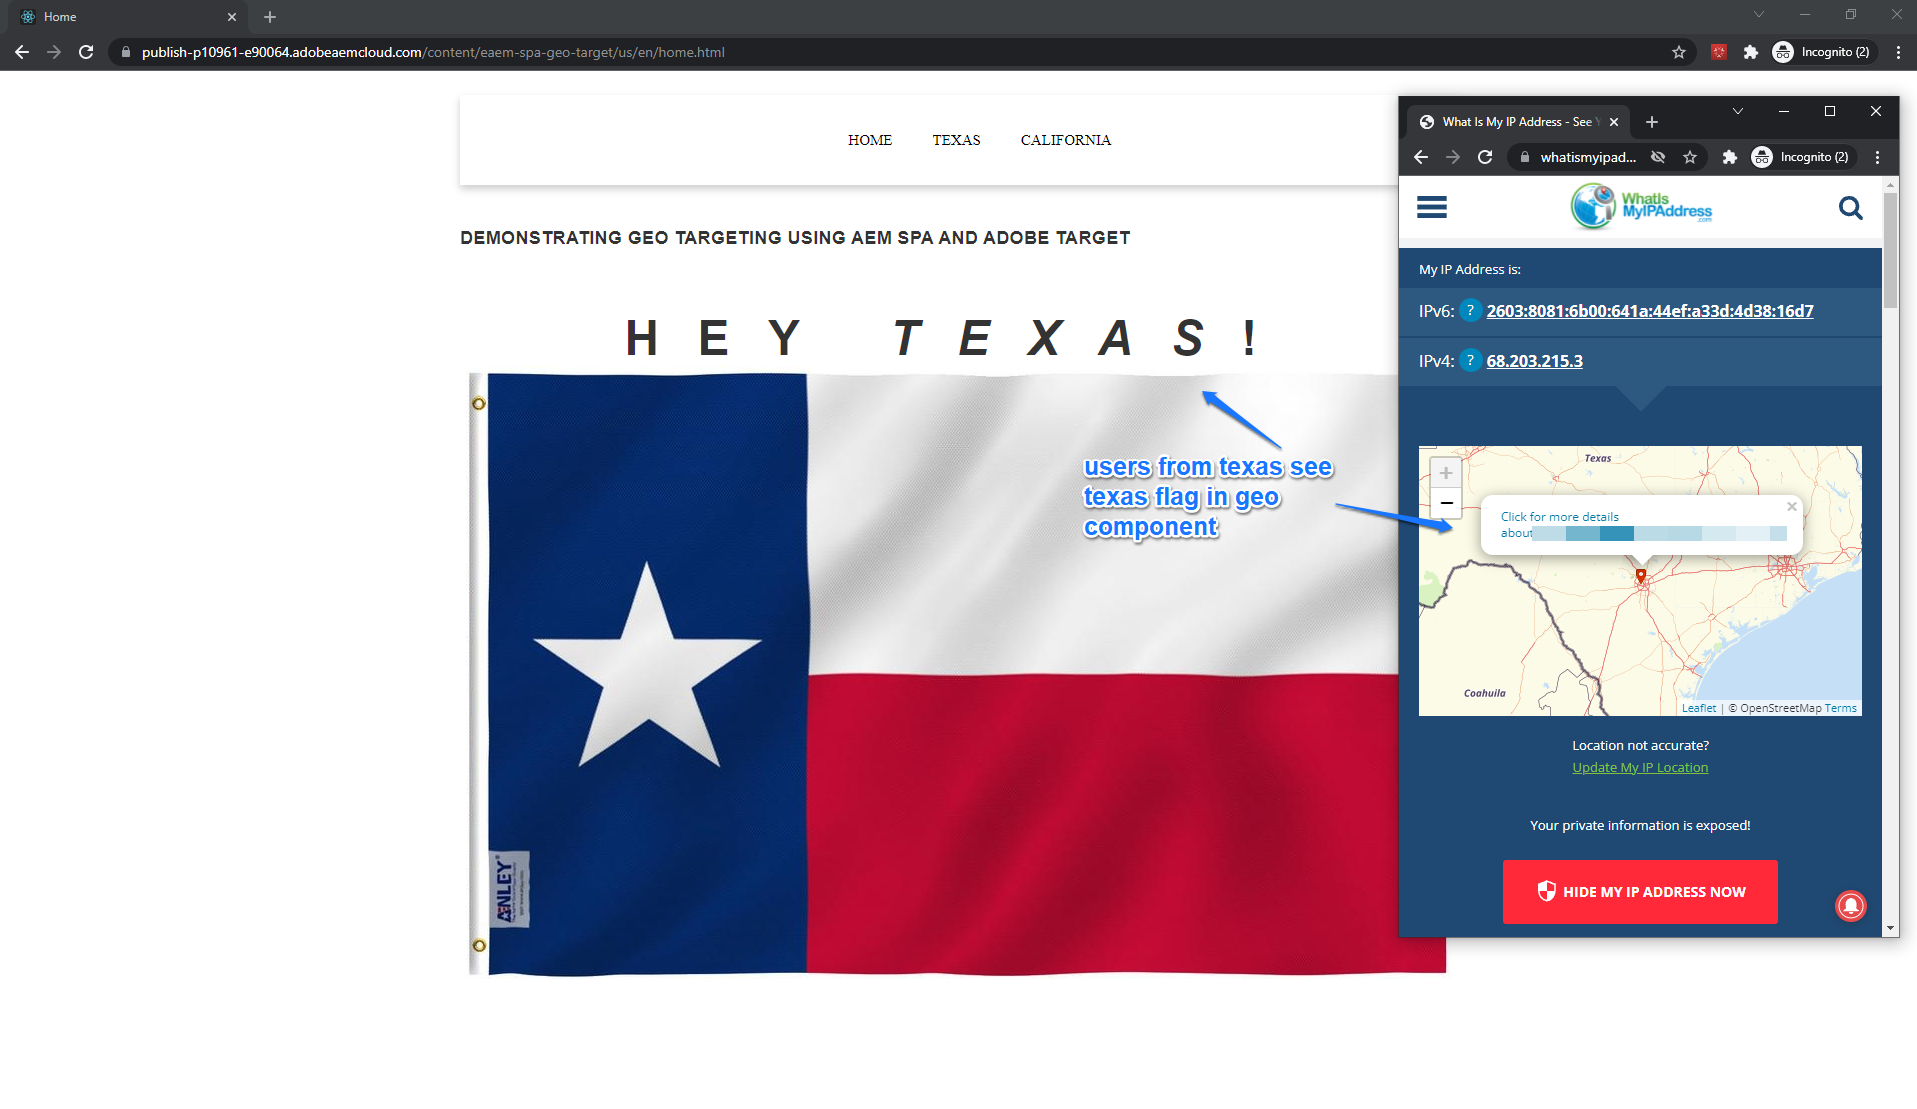 Home
publish-p10961-e90064.adobeaemcloud.com/content/eaem-spa-geo-target/us/en/home.html
Incognito (2)
HOME TEXAS CALIFORNIA
DEMONSTRATING GEO TARGETING USING AEM SPA AND ADOBE TARGET
HEY TEXAS!
users from texas see
texas flag in geo
component
ANLEY
What Is My IP Address - See Y
whatismyipad...
Incognito (2)
WhatIs
MyIPAddress
.com
My IP Address is:
IPv6: ? 2603:8081:6b00:641a:44ef:a33d:4d38:16d7
IPv4: ? 68.203.215.3
Texas
+
−
Click for more details
about
Coahuila
Leaflet | © OpenStreetMap Terms
Location not accurate?
Update My IP Location
Your private information is exposed!
HIDE MY IP ADDRESS NOW